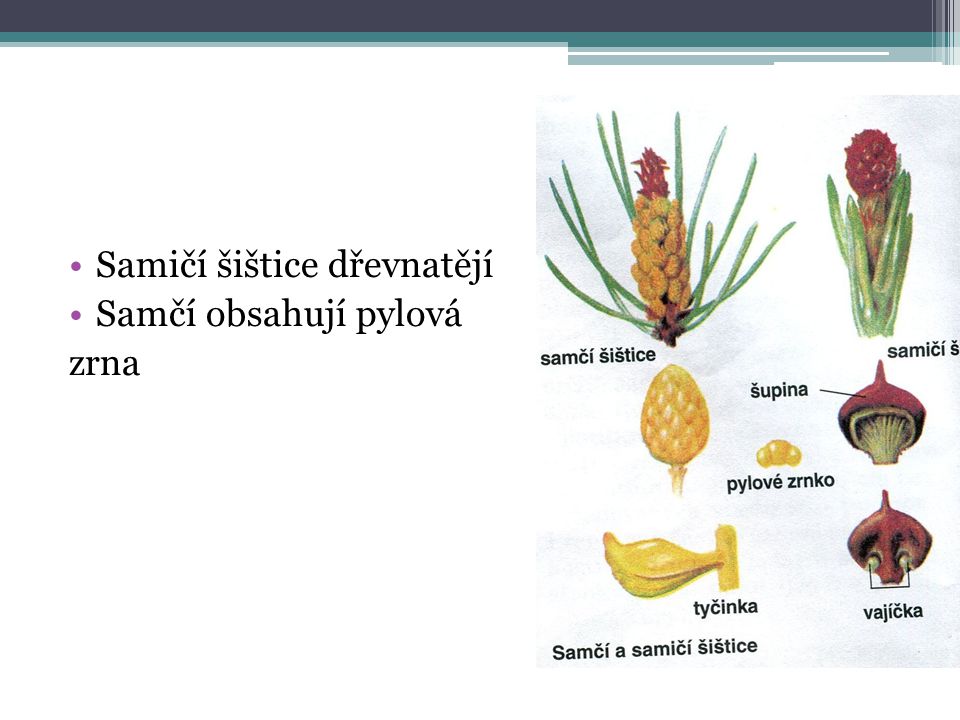 • Samičí šištice dřevnatějí
• Samčí obsahují pylová
zrna
samčí šištice
samičí š
šupina
pylové zrnko
tyčinka
vajíčka
Samčí a samičí šištice